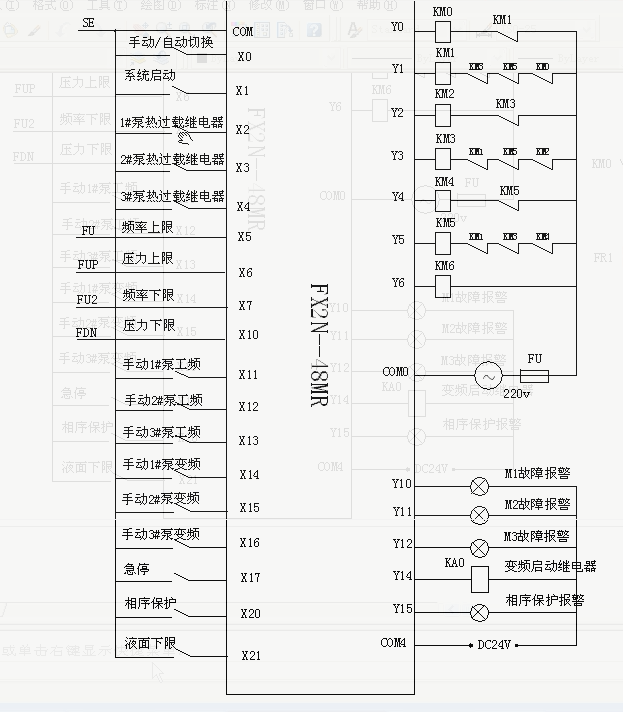 SE
COM
手动/自动切换
X0
系统启动
X1
1#泵热过载继电器
X2
2#泵热过载继电器
X3
3#泵热过载继电器
X4
FU
频率上限
X5
FUP
压力上限
X6
FU2
频率下限
X7
FDN
压力下限
X10
手动1#泵工频
X11
手动2#泵工频
X12
手动3#泵工频
X13
手动1#泵变频
X14
手动2#泵变频
X15
手动3#泵变频
X16
急停
X17
相序保护
X20
液面下限
X21
FX2N--48MR
Y0
KM0
KM1
Y1
KM1
KM3
KM5
KM0
Y2
KM2
KM3
Y3
KM3
KM1
KM5
KM2
Y4
KM4
KM5
Y5
KM5
KM1
KM3
KM4
Y6
KM6
COM0
220v
FU
Y10
M1故障报警
Y11
M2故障报警
Y12
M3故障报警
Y14
KA0
变频启动继电器
Y15
相序保护报警
COM4
DC24V